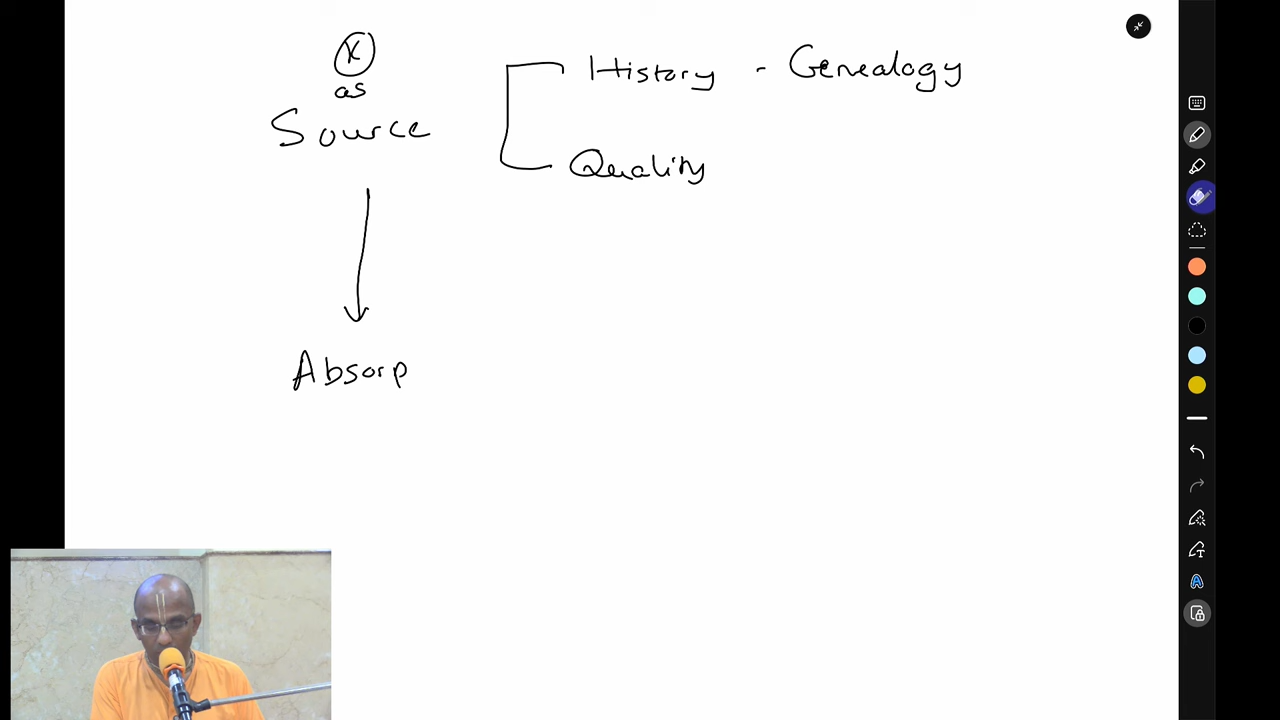 K
as
Source
History - Genealogy
Quality
Absorp